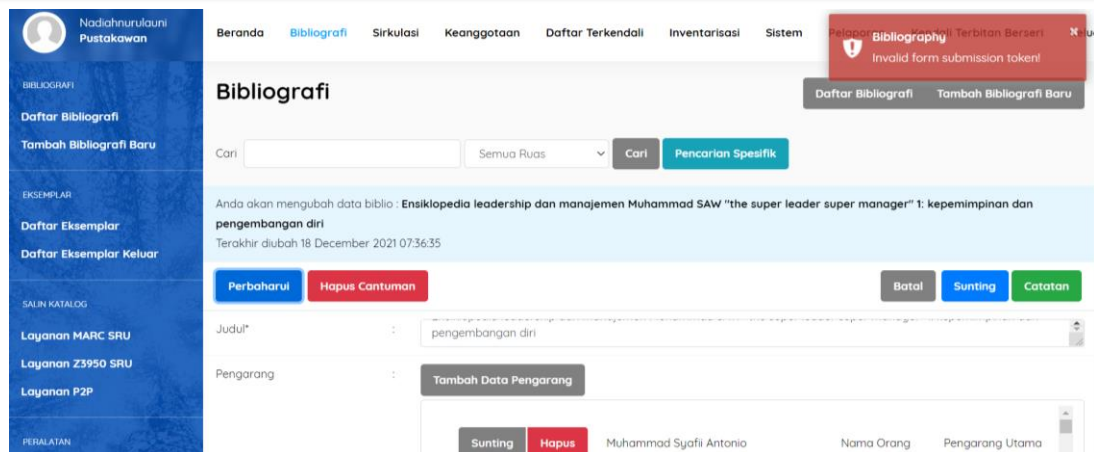 Nadiahnurulauni
Pustakawan
Beranda Bibliografi Sirkulasi Keanggotaan Daftar Terkendali Inventarisasi Sistem
Bibliography
Invalid form submission token!
BIBLIOGRAFI
Daftar Bibliografi
Tambah Bibliografi Baru
EKSEMPLAR
Daftar Eksemplar
Daftar Eksemplar Keluar
SALIN KATALOG
Layanan MARC SRU
Layanan Z3950 SRU
Layanan P2P
PERALATAN
Bibliografi
Daftar Bibliografi Tambah Bibliografi Baru
Cari Semua Ruas Cari Pencarian Spesifik
Anda akan mengubah data biblio : Ensiklopedia leadership dan manajemen Muhammad SAW "the super leader super manager" 1: kepemimpinan dan
pengembangan diri
Terakhir diubah 18 December 2021 07:36:35
Perbaharui Hapus Cantuman Batal Sunting Catatan
Judul* :
pengembangan diri
Pengarang : Tambah Data Pengarang
Sunting Hapus Muhammad Syafii Antonio Nama Orang Pengarang Utama